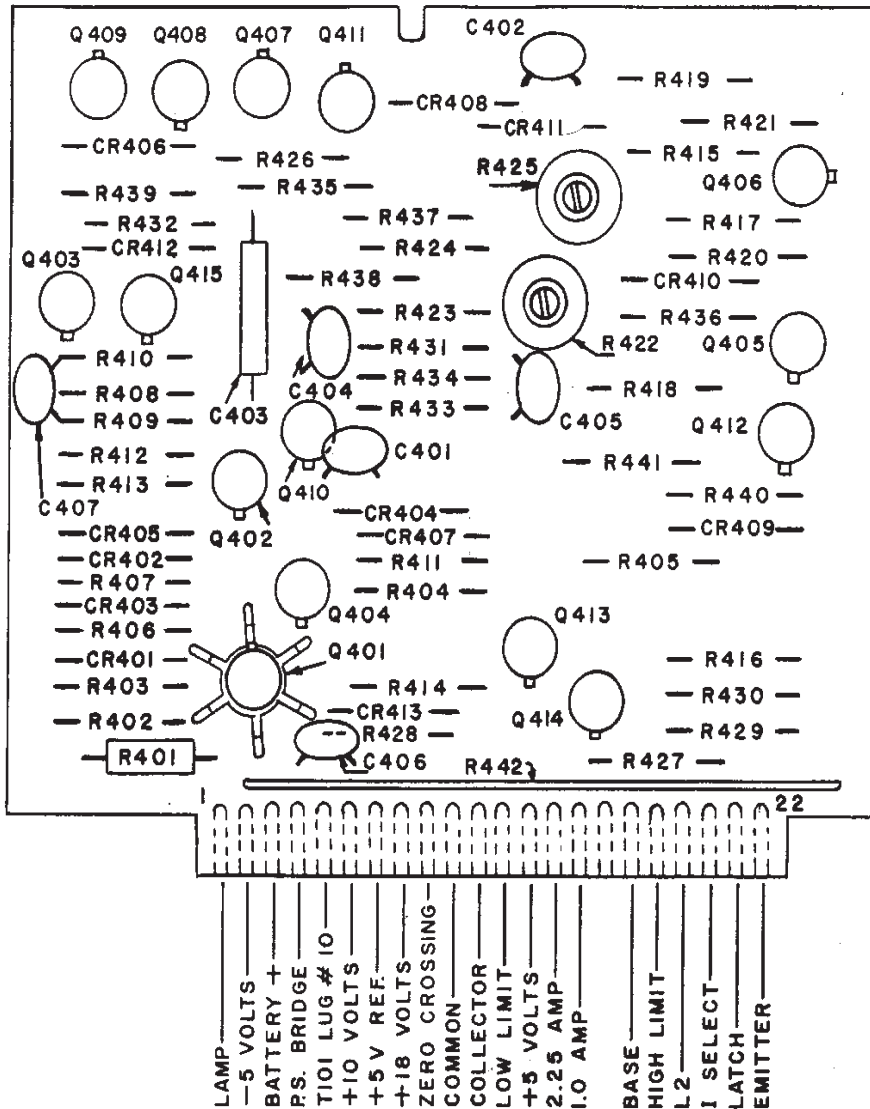 Q409 Q408 Q407 Q411 C402
CR408 R419
CR411 R421
CR406 R426 R425 R415 Q406
R439 R435
R432 R437 R417
CR412 R424 R420
Q403 Q415 R438 CR410
R423 R436
R410 R431 R422 Q405
R408 C404 R434 R418
R409 C403 R433 C405 Q412
R412 C401 R441
R413 Q410 R440
C407 CR404
CR405 Q402 CR407 CR409
CR402 R411 R405
R407 R404
CR403 Q404 Q413
R406 Q401
CR401 R416
R403 R414 R430
R402 CR413 Q414 R429
R428
R401 C406 R442 R427
1 22
LAMP
-5 VOLTS
BATTERY +
P.S. BRIDGE
T101 LUG # 10
+10 VOLTS
+5V REF.
+18 VOLTS
ZERO CROSSING
COMMON
COLLECTOR
LOW LIMIT
+5 VOLTS
2.25 AMP
1.0 AMP
BASE
HIGH LIMIT
L2
I SELECT
LATCH
EMITTER